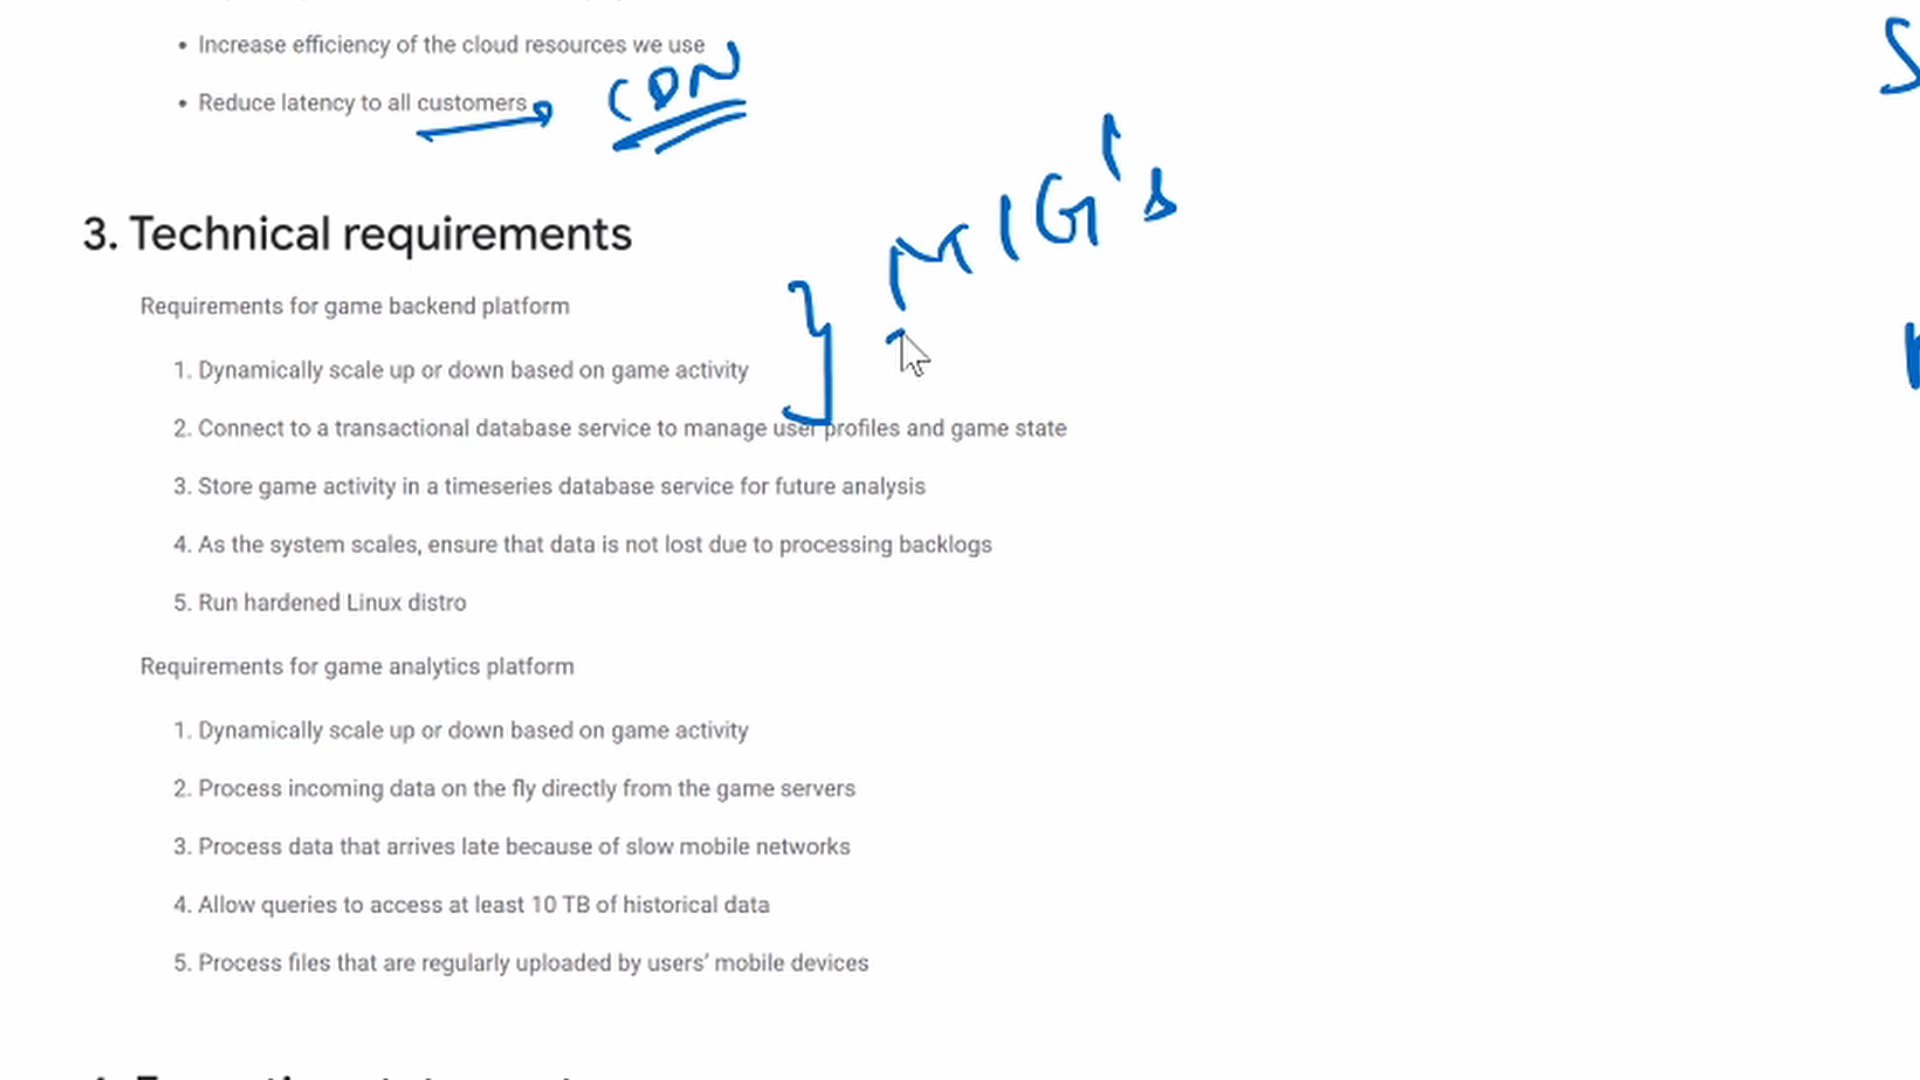 • Increase efficiency of the cloud resources we use
• Reduce latency to all customers
CDN
3. Technical requirements
MIG's
Requirements for game backend platform
1. Dynamically scale up or down based on game activity
2. Connect to a transactional database service to manage user profiles and game state
3. Store game activity in a timeseries database service for future analysis
4. As the system scales, ensure that data is not lost due to processing backlogs
5. Run hardened Linux distro
Requirements for game analytics platform
1. Dynamically scale up or down based on game activity
2. Process incoming data on the fly directly from the game servers
3. Process data that arrives late because of slow mobile networks
4. Allow queries to access at least 10 TB of historical data
5. Process files that are regularly uploaded by users’ mobile devices